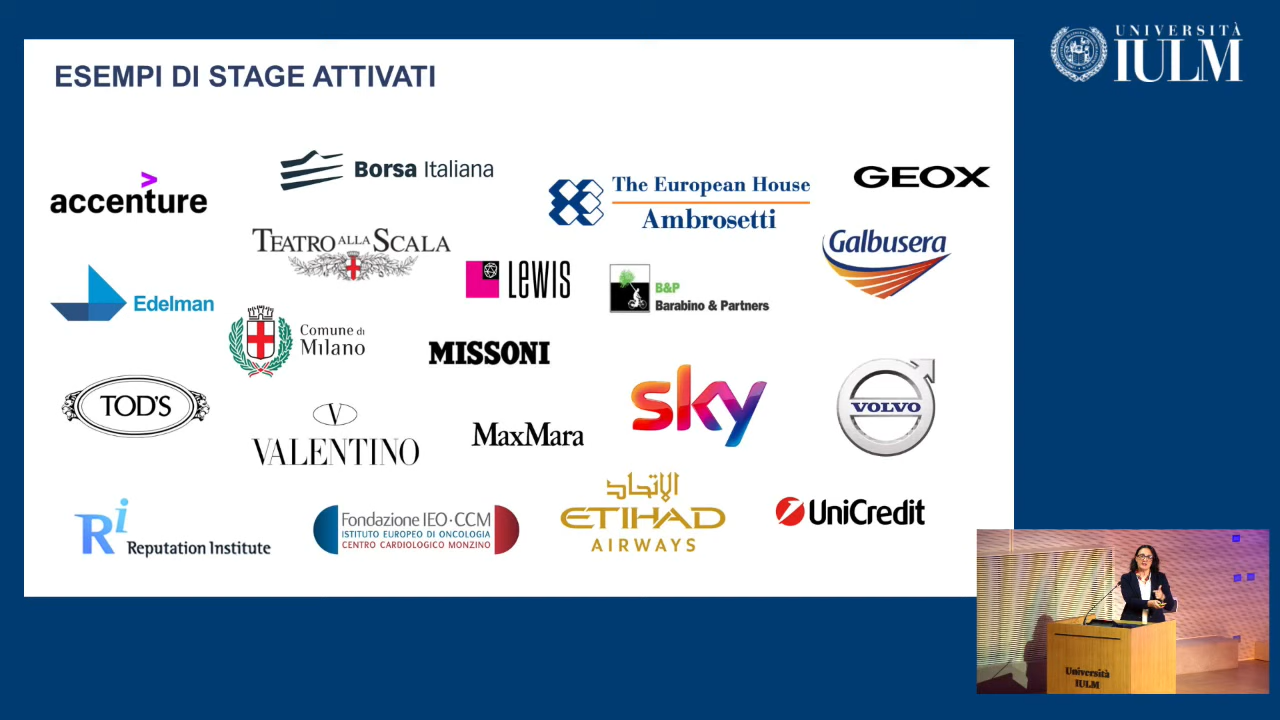 ESEMPI DI STAGE ATTIVATI
UNIVERSITÀ
IULM
accenture
Borsa Italiana
The European House
Ambrosetti
GEOX
TEATRO ALLA SCALA
Galbusera
Edelman
LEWIS
B&P
Barabino & Partners
Comune di
Milano
MISSONI
TOD'S
V
VALENTINO
MaxMara
sky
VOLVO
Ri
Reputation Institute
Fondazione IEO·CCM
ISTITUTO EUROPEO DI ONCOLOGIA
CENTRO CARDIOLOGICO MONZINO
الاتحاد
ETIHAD
AIRWAYS
UniCredit
Università
IULM